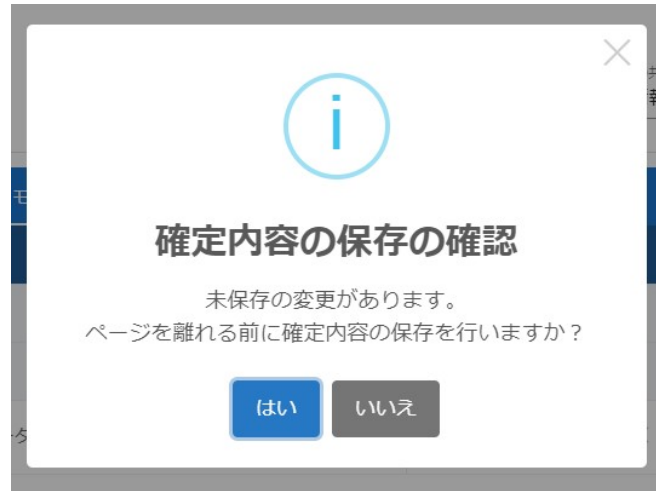 確定内容の保存の確認
未保存の変更があります。
ページを離れる前に確定内容の保存を行いますか？
はい
いいえ